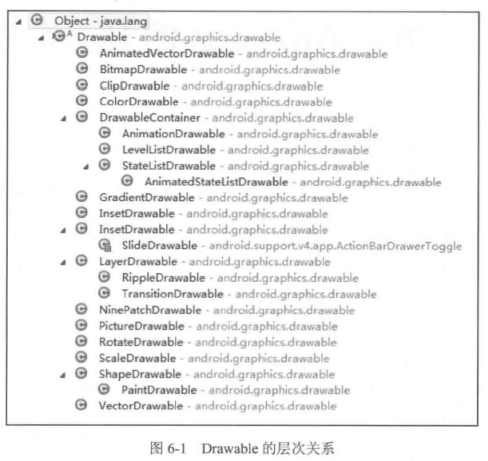 Object - java.lang
Drawable - android.graphics.drawable
AnimatedVectorDrawable - android.graphics.drawable
BitmapDrawable - android.graphics.drawable
ClipDrawable - android.graphics.drawable
ColorDrawable - android.graphics.drawable
DrawableContainer - android.graphics.drawable
AnimationDrawable - android.graphics.drawable
LevelListDrawable - android.graphics.drawable
StateListDrawable - android.graphics.drawable
AnimatedStateListDrawable - android.graphics.drawable
GradientDrawable - android.graphics.drawable
InsetDrawable - android.graphics.drawable
InsetDrawable - android.graphics.drawable
SlideDrawable - android.support.v4.app.ActionBarDrawerToggle
LayerDrawable - android.graphics.drawable
RippleDrawable - android.graphics.drawable
TransitionDrawable - android.graphics.drawable
NinePatchDrawable - android.graphics.drawable
PictureDrawable - android.graphics.drawable
RotateDrawable - android.graphics.drawable
ScaleDrawable - android.graphics.drawable
ShapeDrawable - android.graphics.drawable
PaintDrawable - android.graphics.drawable
VectorDrawable - android.graphics.drawable
图 6-1 Drawable 的层次关系